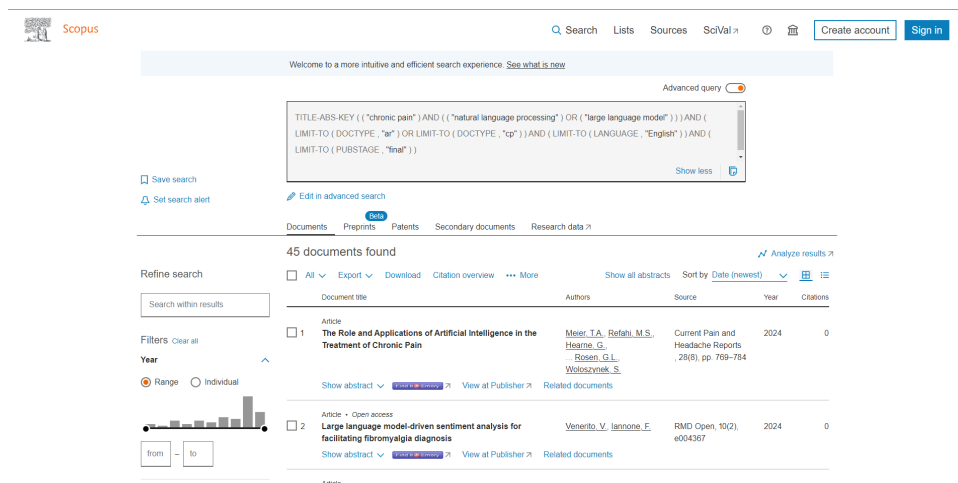 Scopus
Search Lists Sources SciVal Create account Sign in
Welcome to a more intuitive and efficient search experience. See what is new
Advanced query
TITLE-ABS-KEY ( ( "chronic pain" ) AND ( ( "natural language processing" ) OR ( "large language model" ) ) ) AND (
LIMIT-TO ( DOCTYPE , "ar" ) OR LIMIT-TO ( DOCTYPE , "cp" ) ) AND ( LIMIT-TO ( LANGUAGE , "English" ) ) AND (
LIMIT-TO ( PUBSTAGE , "final" ) )
Show less
Save search
Set search alert
Edit in advanced search
Beta
Documents Preprints Patents Secondary documents Research data
45 documents found
Analyze results
Refine search
All Export Download Citation overview ••• More Show all abstracts Sort by Date (newest)
Document title Authors Source Year Citations
Search within results
Filters Clear all
Year
Range Individual
from – to
Article
1 The Role and Applications of Artificial Intelligence in the Meier, T.A., Refahi, M.S., Current Pain and 2024 0
Treatment of Chronic Pain Hearne, G., Headache Reports
... Rosen, G.L., , 28(8), pp. 769–784
Woloszynek, S.
Show abstract View at Publisher Related documents
Article • Open access
2 Large language model-driven sentiment analysis for Venerito, V., Iannone, F. RMD Open, 10(2), 2024 0
facilitating fibromyalgia diagnosis e004367
Show abstract View at Publisher Related documents